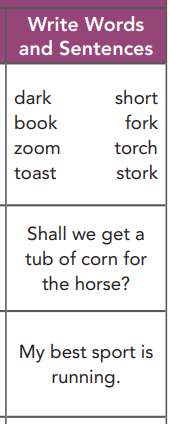 Write Words
and Sentences
dark short
book fork
zoom torch
toast stork
Shall we get a
tub of corn for
the horse?
My best sport is
running.